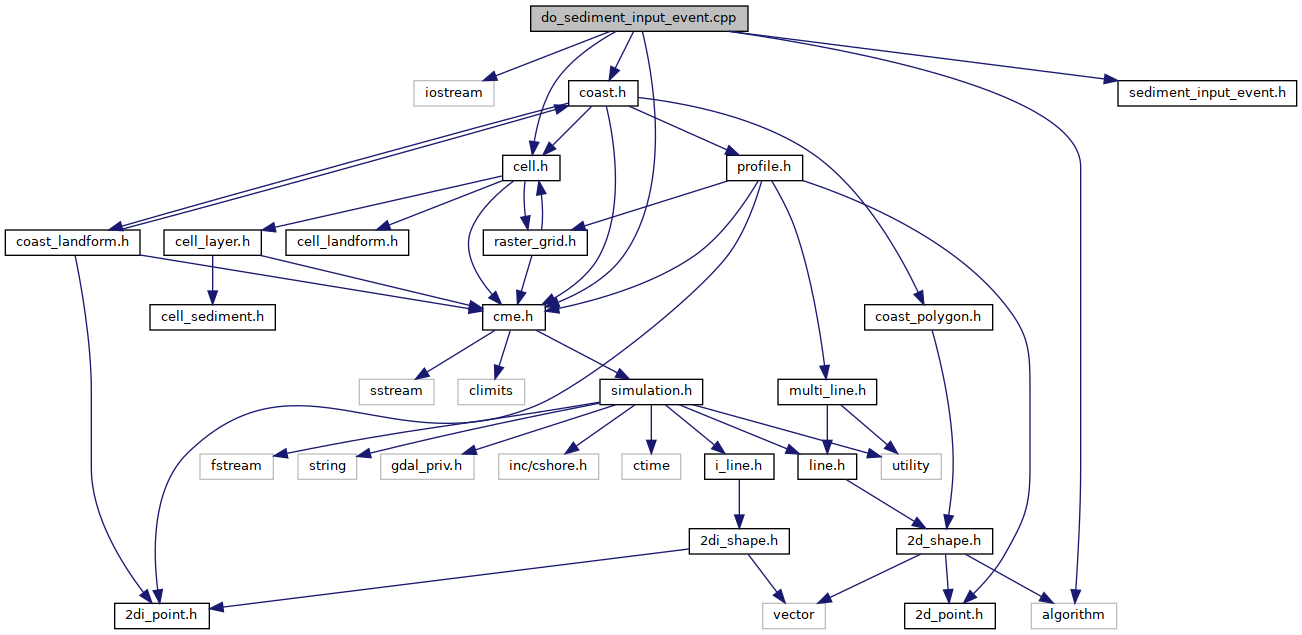 do_sediment_input_event.cpp
iostream
coast.h
sediment_input_event.h
cell.h
profile.h
coast_landform.h
cell_layer.h
cell_landform.h
raster_grid.h
cell_sediment.h
cme.h
coast_polygon.h
sstream
climits
simulation.h
multi_line.h
fstream
string
gdal_priv.h
inc/cshore.h
ctime
i_line.h
line.h
utility
2di_shape.h
2d_shape.h
2di_point.h
vector
2d_point.h
algorithm